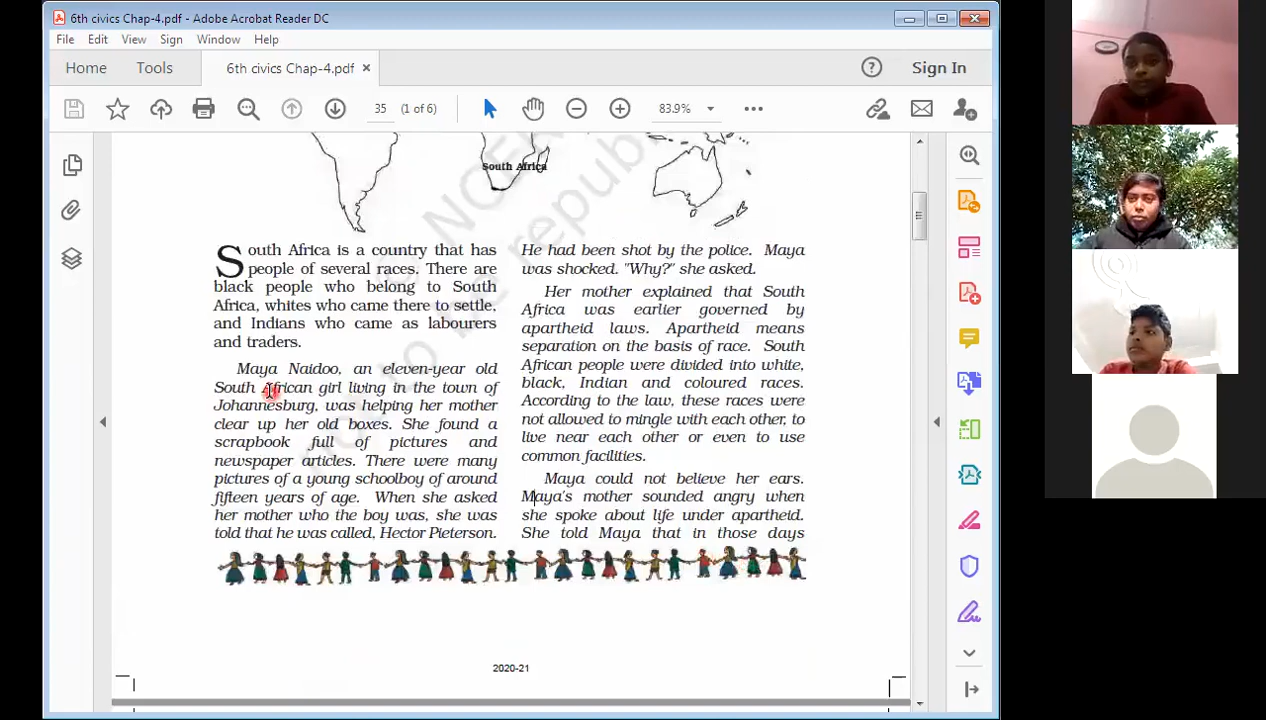 6th civics Chap-4.pdf - Adobe Acrobat Reader DC
File Edit View Sign Window Help
Home Tools 6th civics Chap-4.pdf × Sign In
35 (1 of 6) 83.9%
South Africa
NCER
he republi
not to
South Africa is a country that has
people of several races. There are
black people who belong to South
Africa, whites who came there to settle,
and Indians who came as labourers
and traders.
Maya Naidoo, an eleven-year old
South African girl living in the town of
Johannesburg, was helping her mother
clear up her old boxes. She found a
scrapbook full of pictures and
newspaper articles. There were many
pictures of a young schoolboy of around
fifteen years of age. When she asked
her mother who the boy was, she was
told that he was called, Hector Pieterson.
He had been shot by the police. Maya
was shocked. "Why?" she asked.
Her mother explained that South
Africa was earlier governed by
apartheid laws. Apartheid means
separation on the basis of race. South
African people were divided into white,
black, Indian and coloured races.
According to the law, these races were
not allowed to mingle with each other, to
live near each other or even to use
common facilities.
Maya could not believe her ears.
Maya's mother sounded angry when
she spoke about life under apartheid.
She told Maya that in those days
2020-21